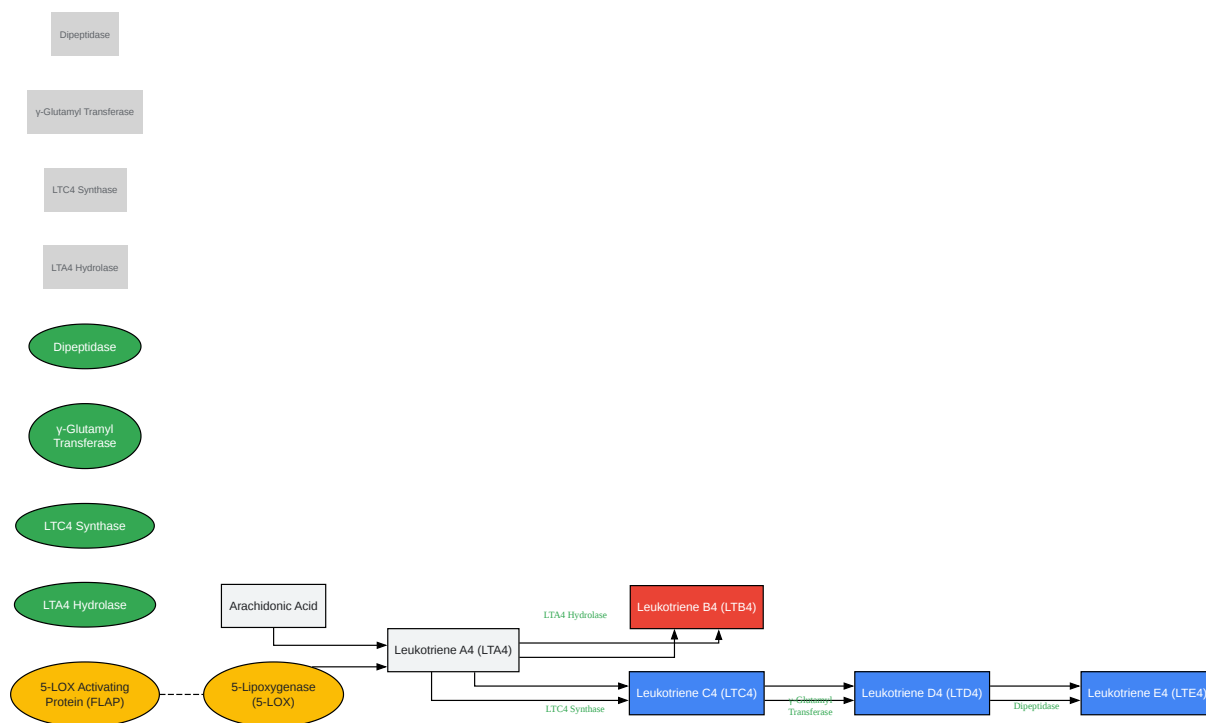 Dipeptidase
γ-Glutamyl Transferase
LTC4 Synthase
LTA4 Hydrolase
Dipeptidase
γ-Glutamyl
Transferase
LTC4 Synthase
LTA4 Hydrolase
Arachidonic Acid
LTA4 Hydrolase
Leukotriene B4 (LTB4)
Leukotriene A4 (LTA4)
5-LOX Activating
Protein (FLAP)
5-Lipoxygenase
(5-LOX)
LTC4 Synthase
Leukotriene C4 (LTC4)
γ-Glutamyl
Transferase
Leukotriene D4 (LTD4)
Dipeptidase
Leukotriene E4 (LTE4)